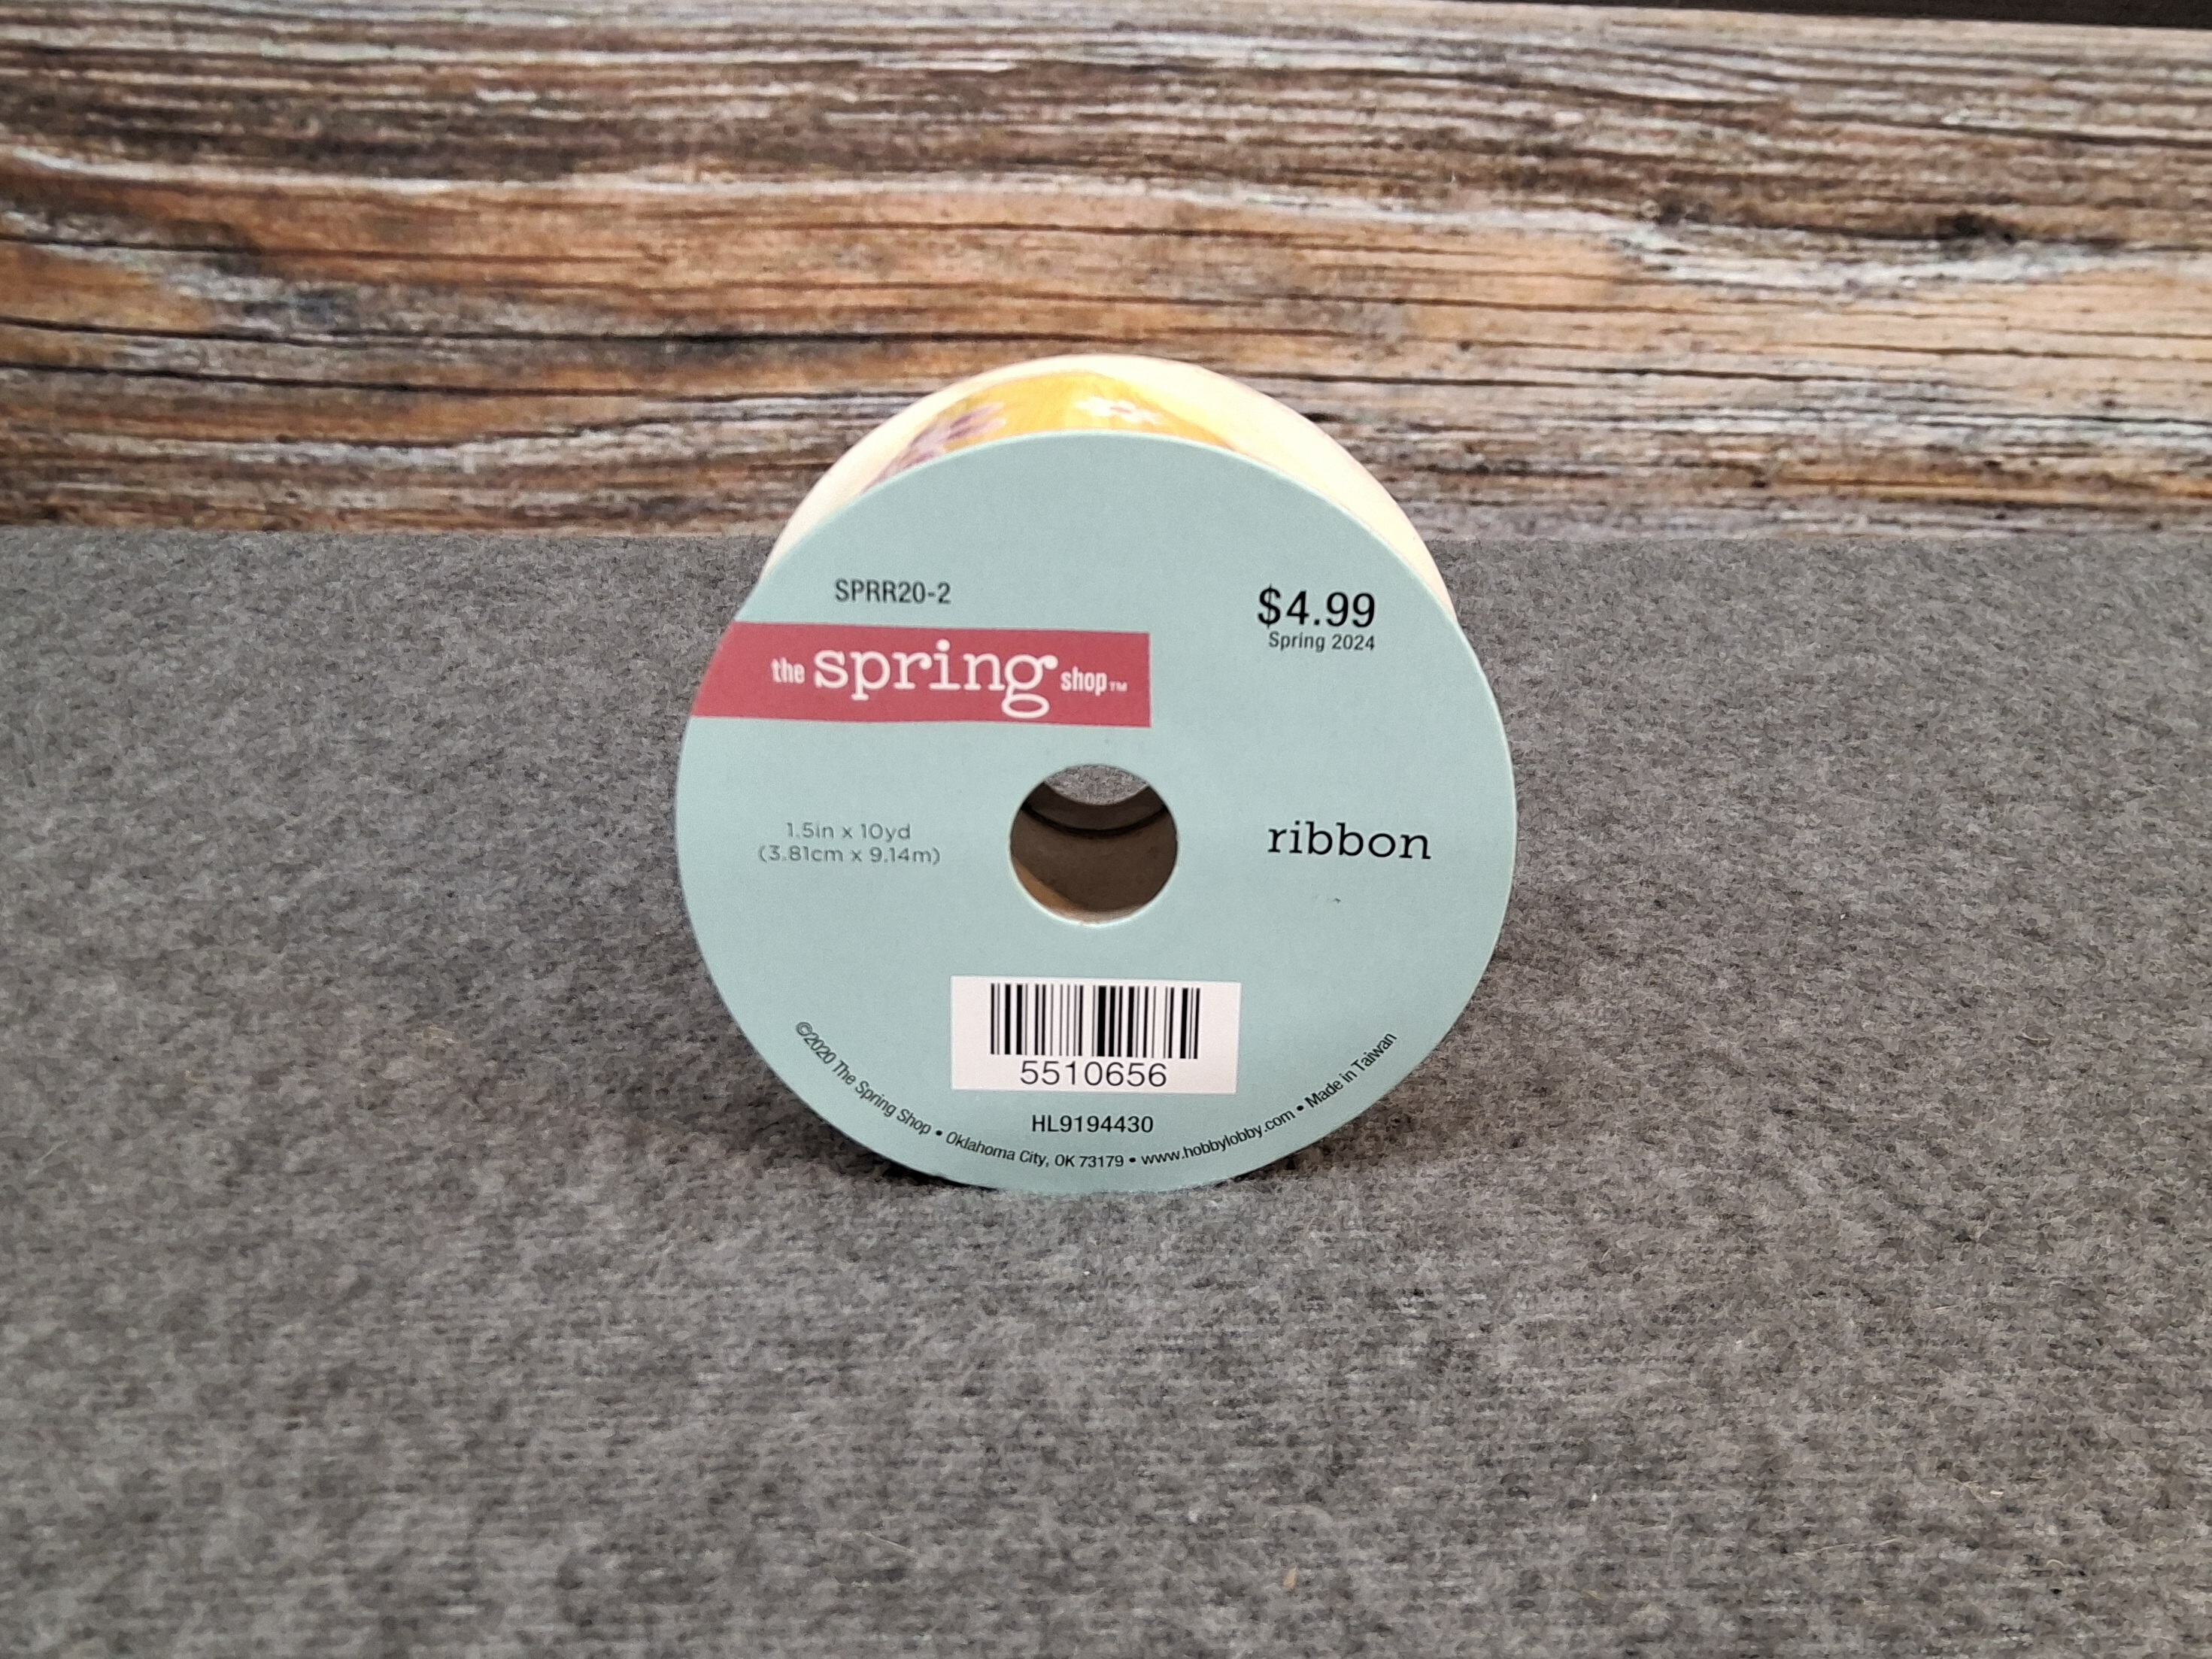 SPRR20-2
$4.99
Spring 2024
the spring shop™
1.5in x 10yd
(3.81cm x 9.14m)
ribbon
5510656
HL9194430
©2020 The Spring Shop • Oklahoma City, OK 73179 • www.hobbylobby.com • Made in Taiwan